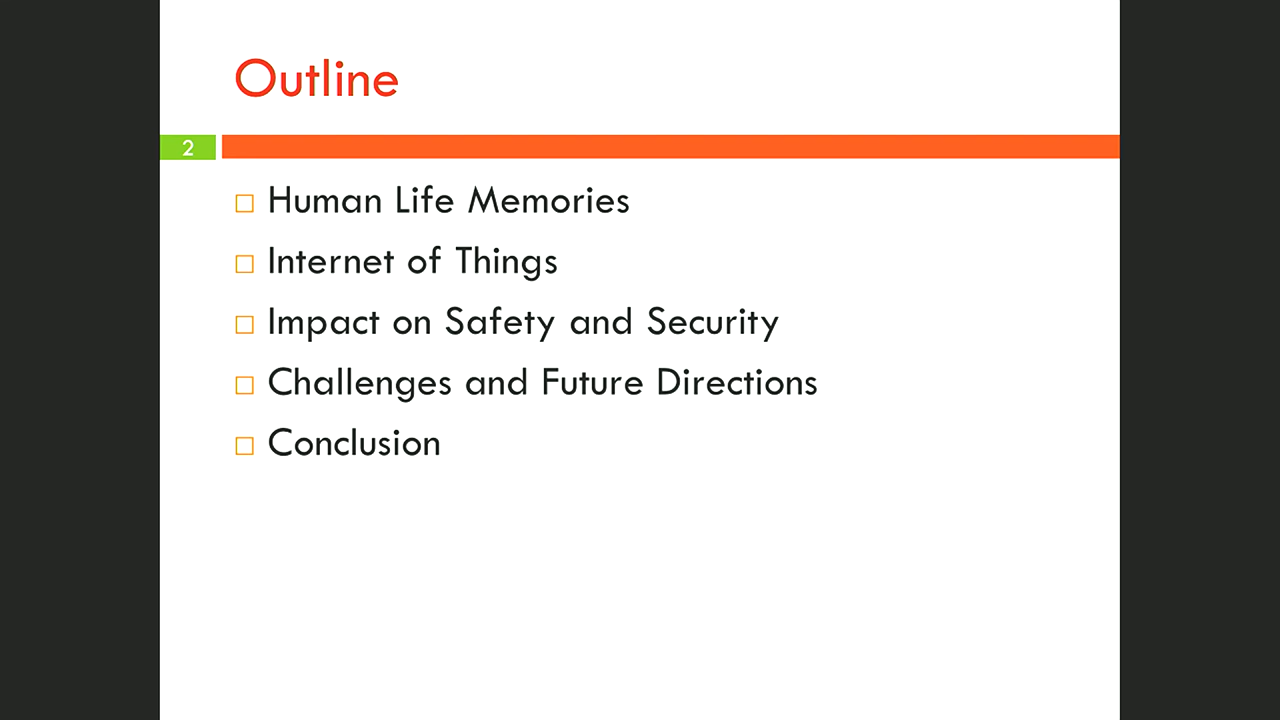 Outline
2
Human Life Memories
Internet of Things
Impact on Safety and Security
Challenges and Future Directions
Conclusion